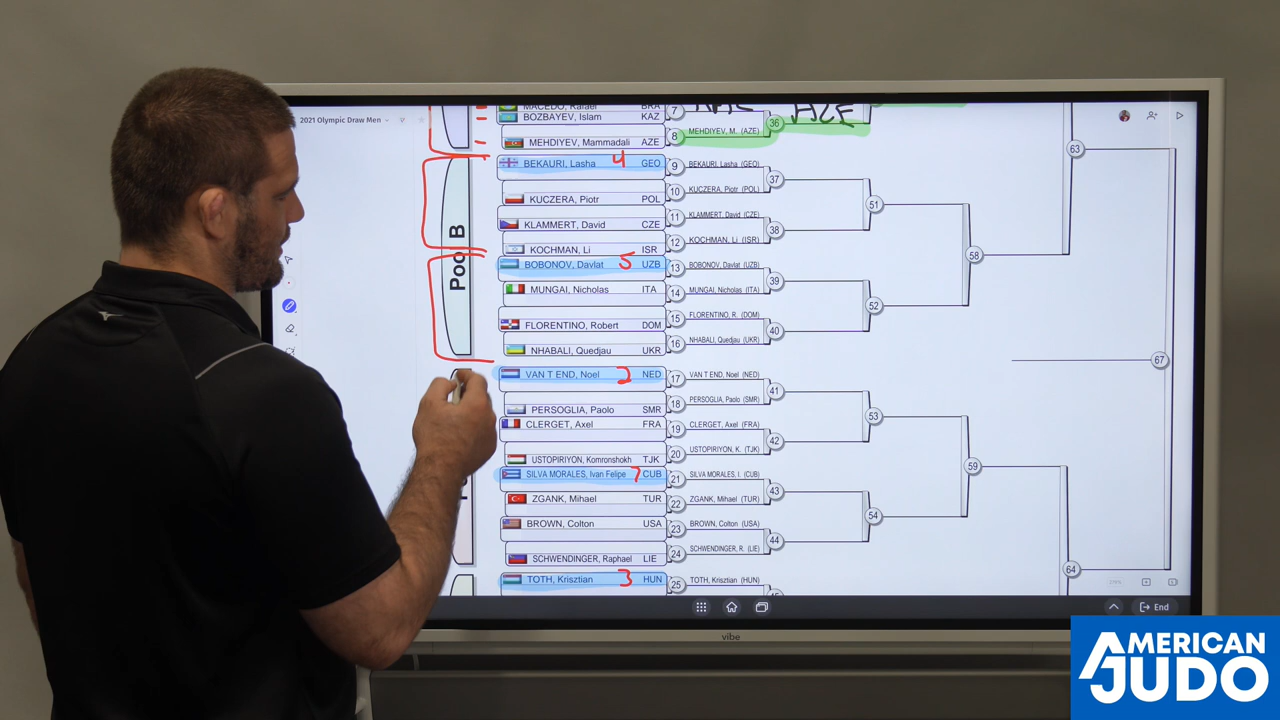 MACEDO, Rafael BRA 7
BOZBAYEV, Islam KAZ
2021 Olympic Draw Men
AZE
36
MEHDIYEV, Mammadali AZE 8 MEHDIYEV, M. (AZE)
63
BEKAURI, Lasha 4 GEO 9 BEKAURI, Lasha (GEO)
37
KUCZERA, Piotr POL 10 KUCZERA, Piotr (POL)
51
KLAMMERT, David CZE 11 KLAMMERT, David (CZE)
38
KOCHMAN, Li ISR 12 KOCHMAN, Li (ISR)
Pool B
58
BOBONOV, Davlat 5 UZB 13 BOBONOV, Davlat (UZB)
39
MUNGAI, Nicholas ITA 14 MUNGAI, Nicholas (ITA)
52
FLORENTINO, Robert DOM 15 FLORENTINO, R. (DOM)
40
NHABALI, Quedjau UKR 16 NHABALI, Quedjau (UKR)
67
VAN T END, Noel 2 NED 17 VAN T END, Noel (NED)
41
PERSOGLIA, Paolo SMR 18 PERSOGLIA, Paolo (SMR)
53
CLERGET, Axel FRA 19 CLERGET, Axel (FRA)
42
USTOPIRIYON, Komronshokh TJK 20 USTOPIRIYON, K. (TJK)
59
SILVA MORALES, Ivan Felipe 7 CUB 21 SILVA MORALES, I. (CUB)
43
ZGANK, Mihael TUR 22 ZGANK, Mihael (TUR)
54
BROWN, Colton USA 23 BROWN, Colton (USA)
44
SCHWENDINGER, Raphael LIE 24 SCHWENDINGER, R. (LIE)
64
TOTH, Krisztian 3 HUN 25 TOTH, Krisztian (HUN)
End
vibe
AMERICAN
JUDO